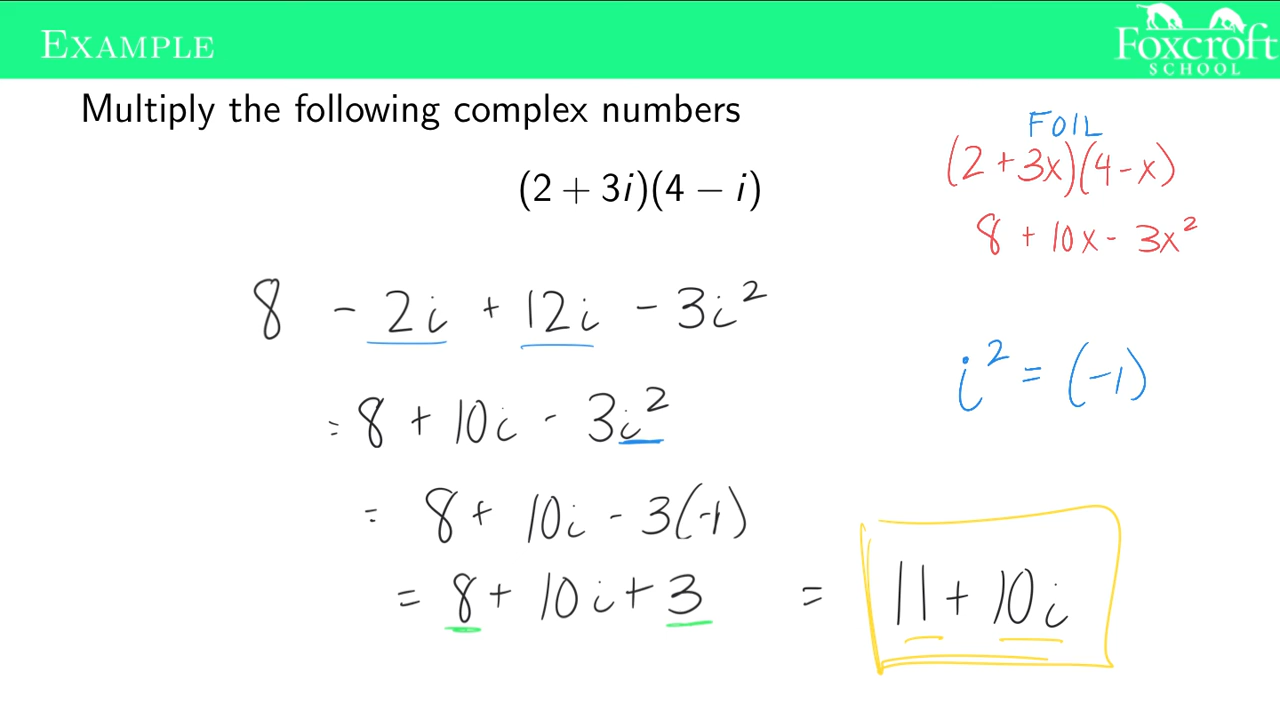 EXAMPLE
Foxcroft
SCHOOL
Multiply the following complex numbers
(2 + 3i)(4 − i)
FOIL
(2 + 3x)(4 - x)
8 + 10x - 3x²
8 - 2i + 12i - 3i²
i² = (-1)
= 8 + 10i - 3i²
= 8 + 10i - 3(-1)
= 8 + 10i + 3 = 11 + 10i